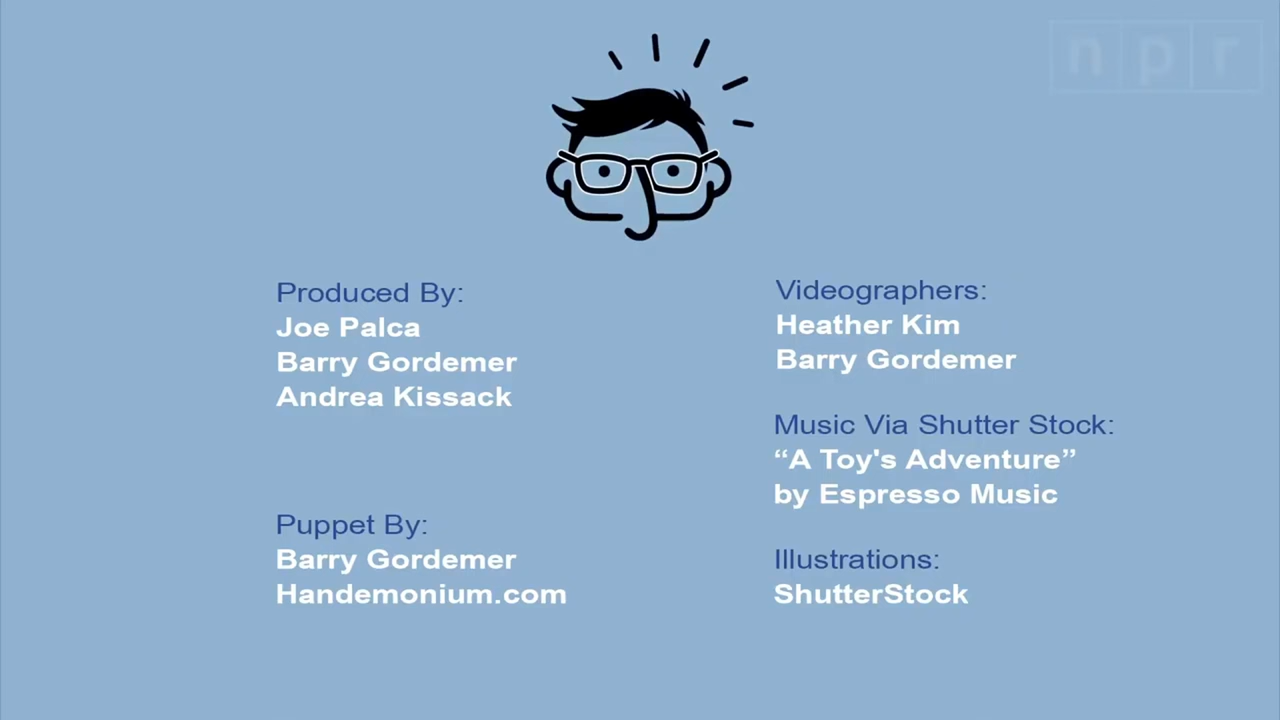 npr
Produced By:
Joe Palca
Barry Gordemer
Andrea Kissack
Puppet By:
Barry Gordemer
Handemonium.com
Videographers:
Heather Kim
Barry Gordemer
Music Via Shutter Stock:
“A Toy's Adventure”
by Espresso Music
Illustrations:
ShutterStock